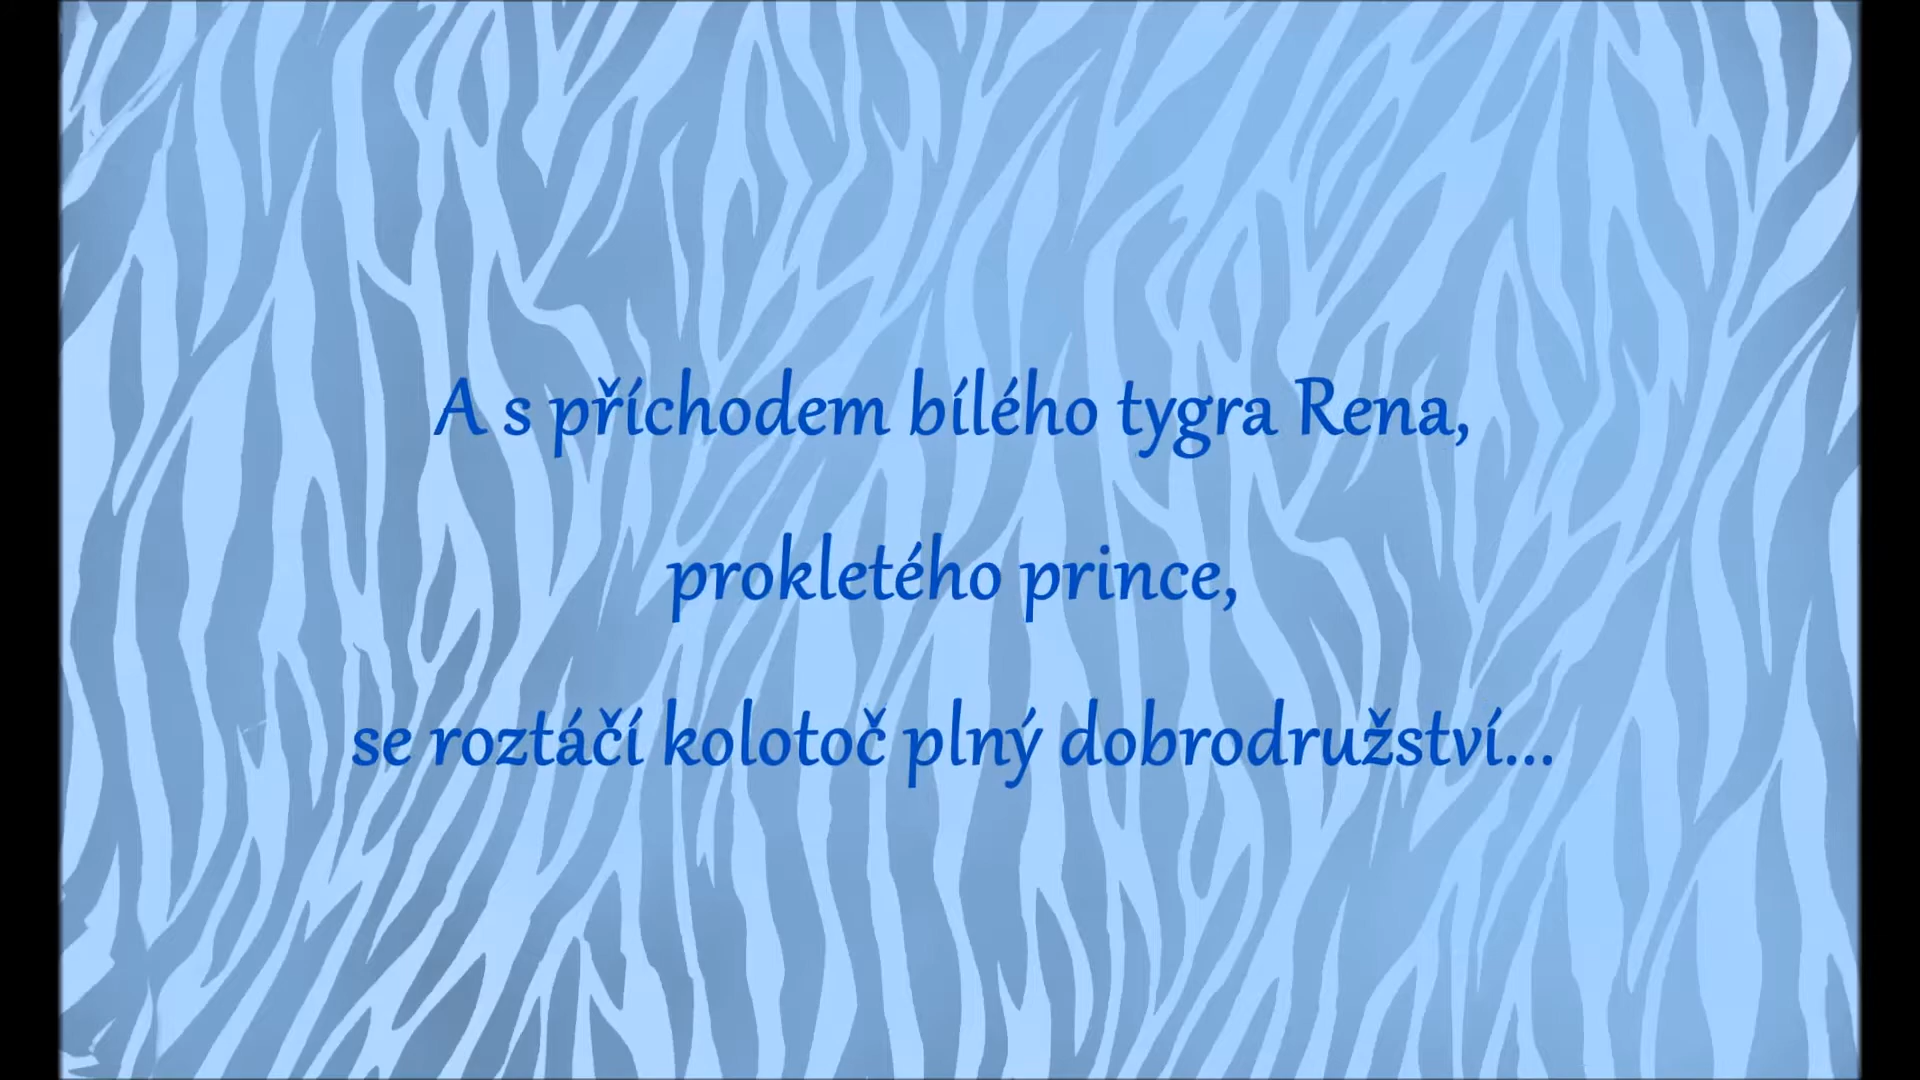 A s příchodem bílého tygra Rena,
prokletého prince,
se roztáčí kolotoč plný dobrodružství...